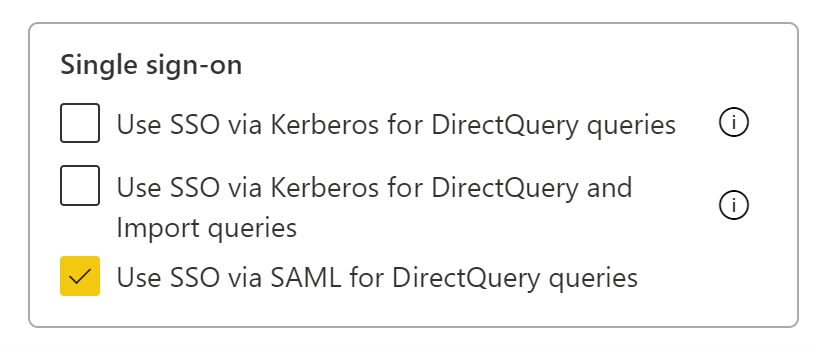 Single sign-on
Use SSO via Kerberos for DirectQuery queries
Use SSO via Kerberos for DirectQuery and
Import queries
Use SSO via SAML for DirectQuery queries